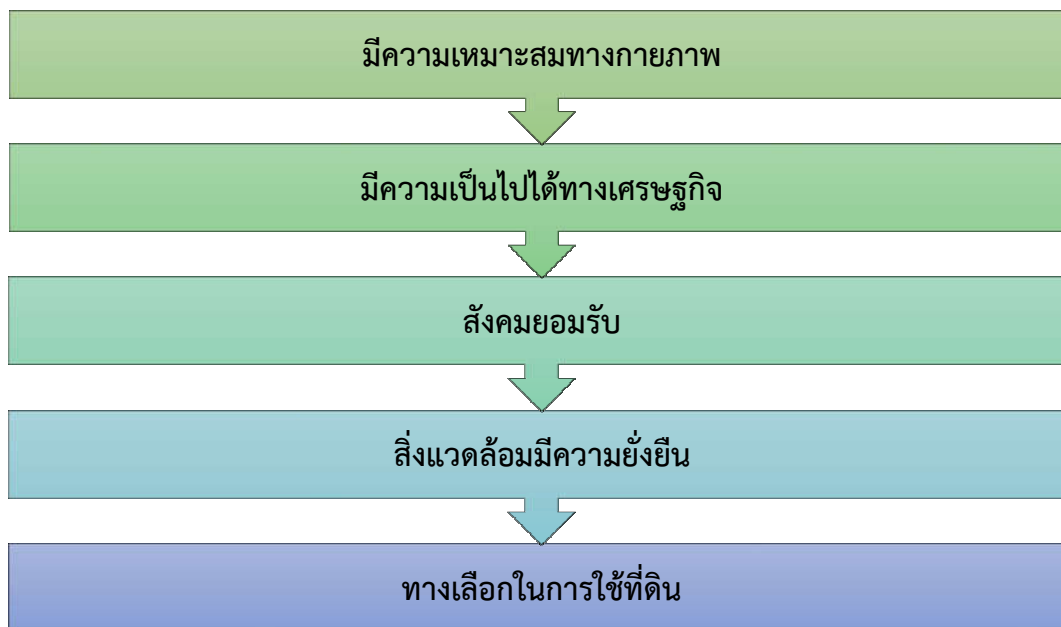 มีความเหมาะสมทางกายภาพ
มีความเป็นไปได้ทางเศรษฐกิจ
สังคมยอมรับ
สิ่งแวดล้อมมีความยั่งยืน
ทางเลือกในการใช้ที่ดิน